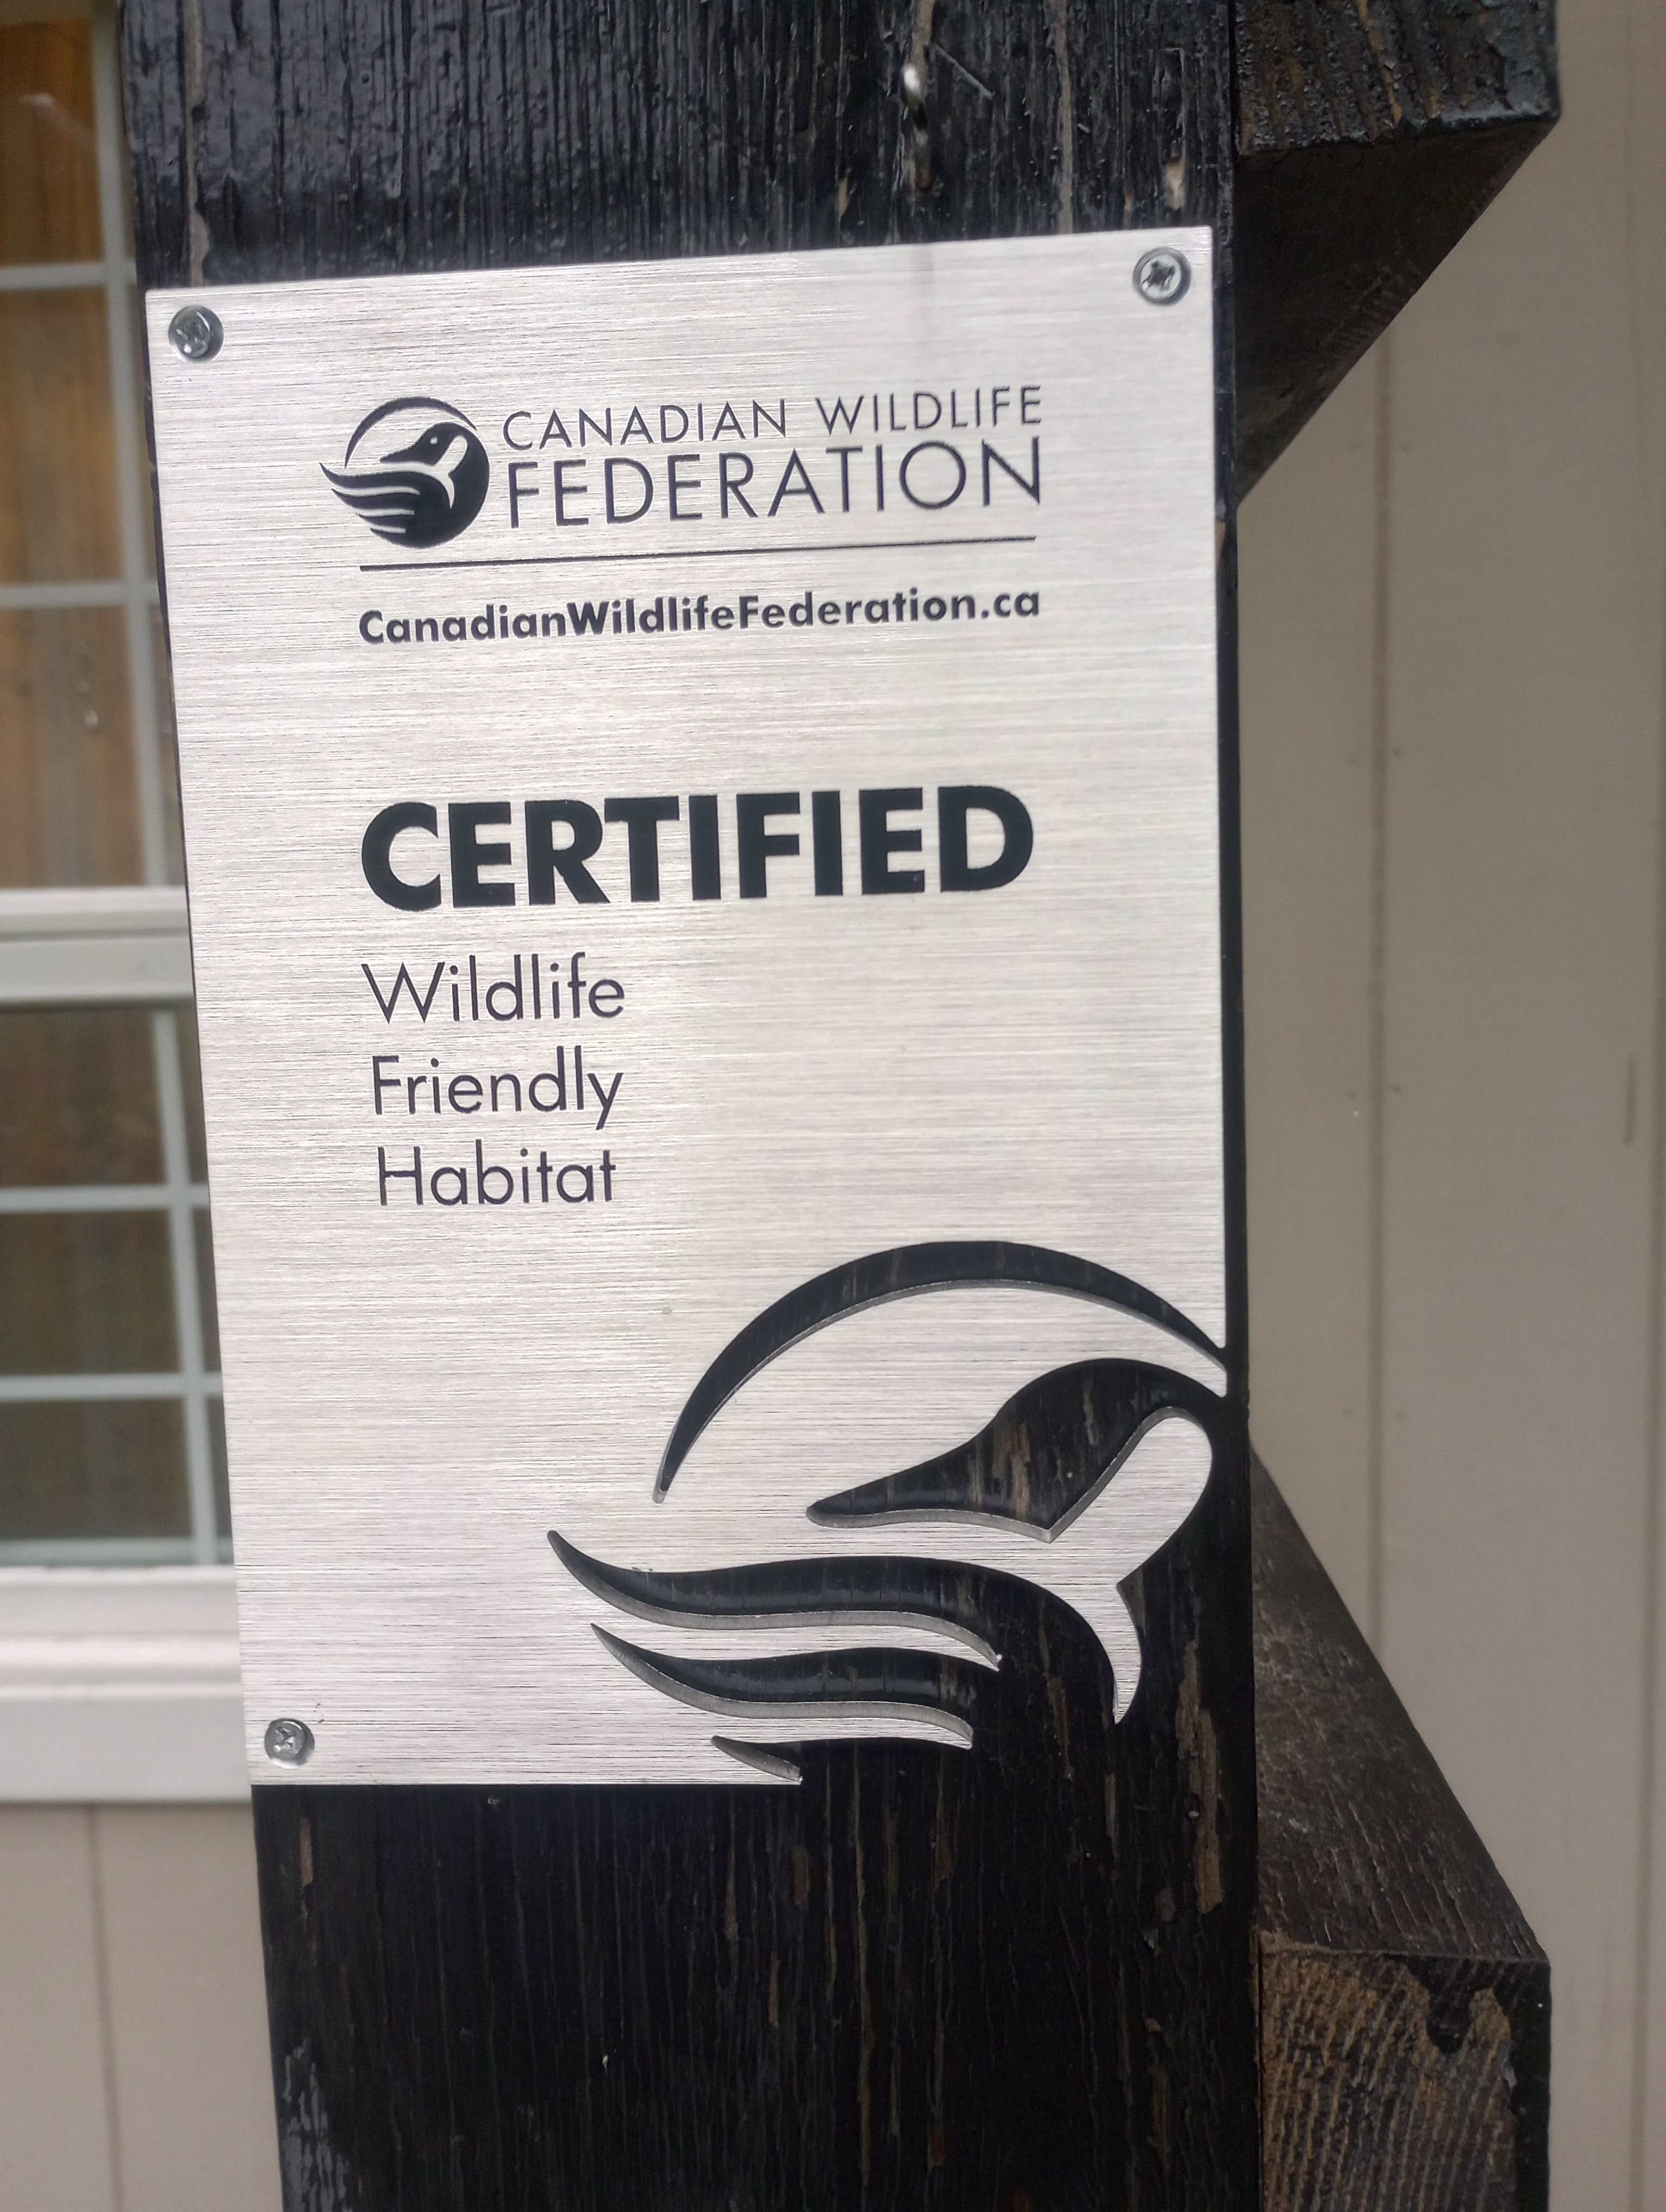 CANADIAN WILDLIFE
FEDERATION
CanadianWildlifeFederation.ca
CERTIFIED
Wildlife
Friendly
Habitat